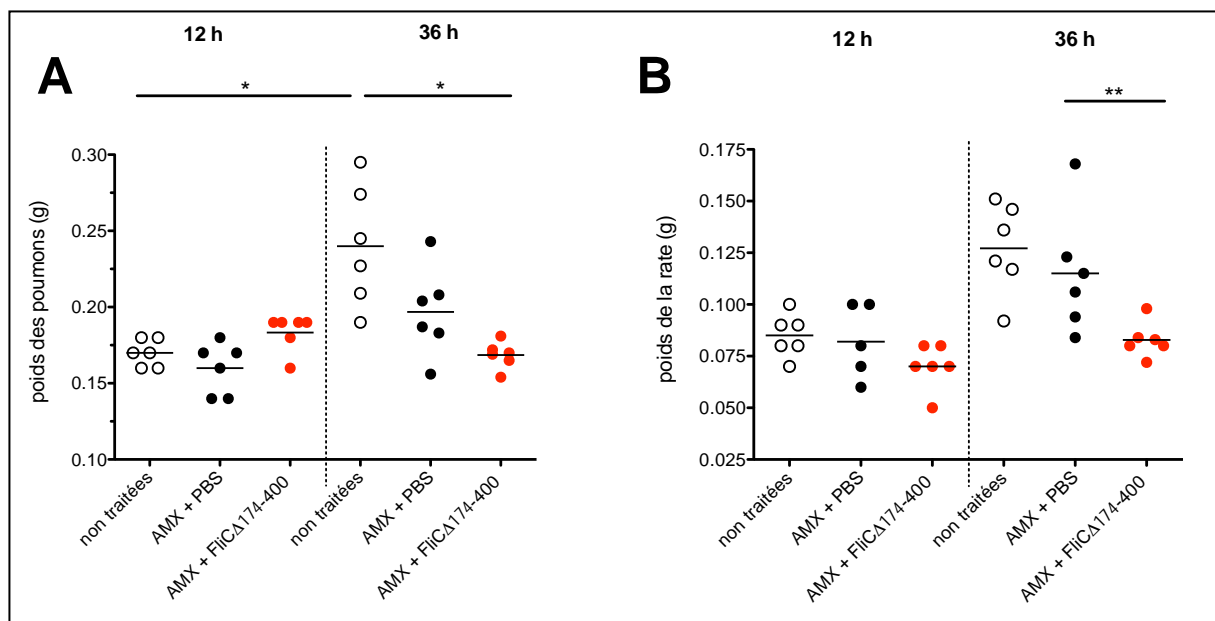 12 h
36 h
A
*
*
poids des poumons (g)
0.30
0.25
0.20
0.15
0.10
non traitées
AMX + PBS
AMX + FliCΔ174-400
non traitées
AMX + PBS
AMX + FliCΔ174-400
12 h
36 h
B
**
poids de la rate (g)
0.175
0.150
0.125
0.100
0.075
0.050
0.025
non traitées
AMX + PBS
AMX + FliCΔ174-400
non traitées
AMX + PBS
AMX + FliCΔ174-400